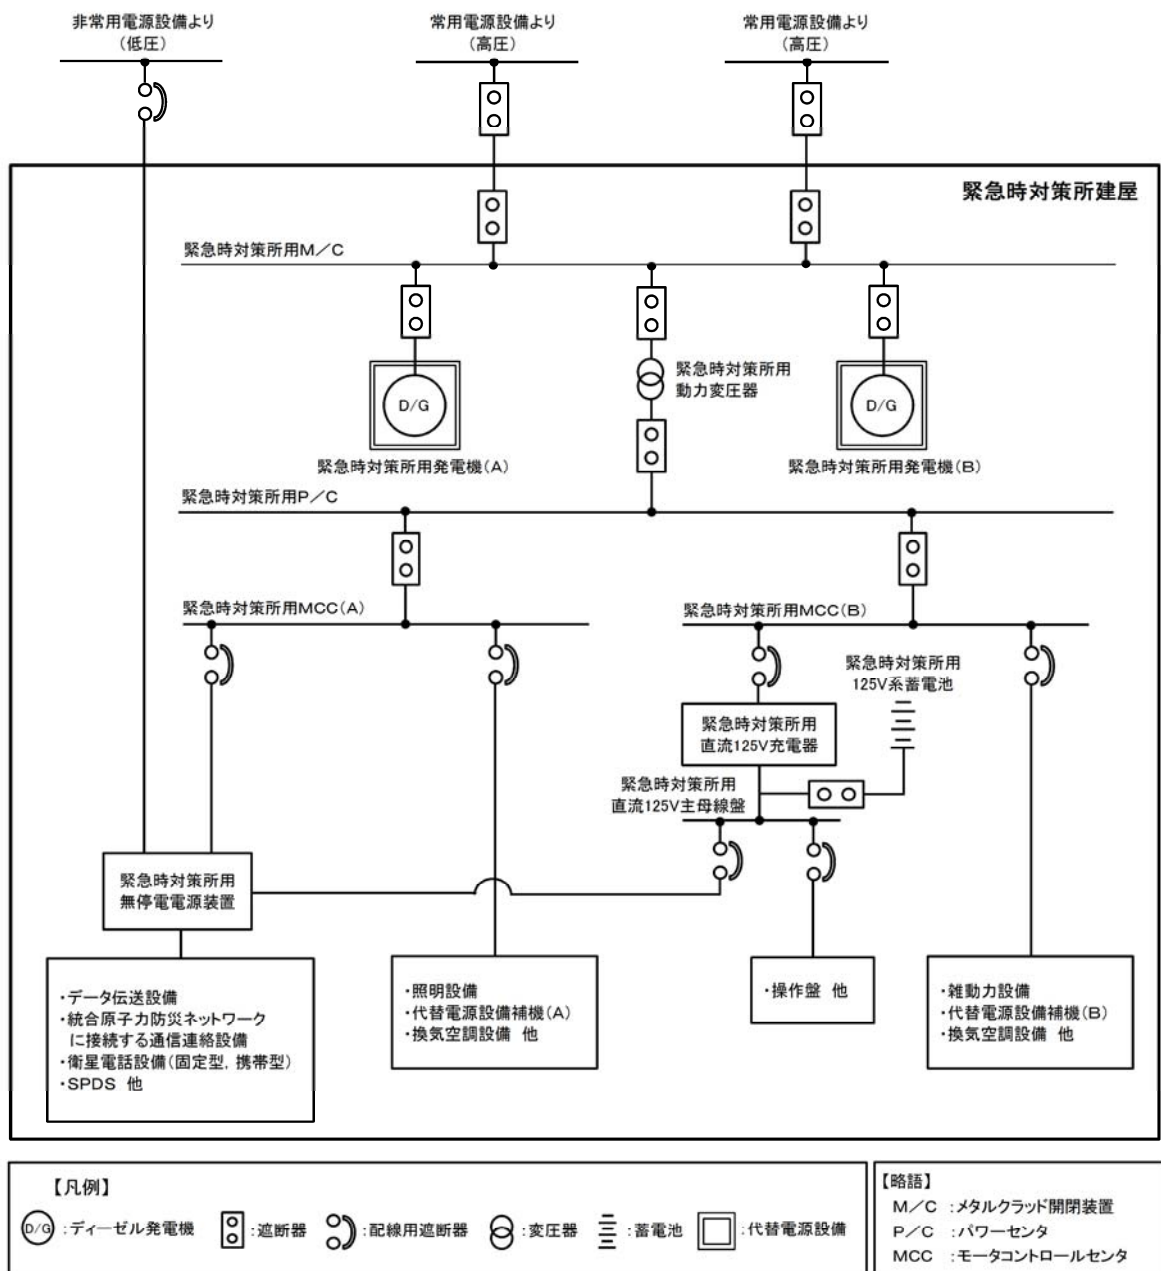 非常用電源設備より
(低圧)
常用電源設備より
(高圧)
常用電源設備より
(高圧)
緊急時対策所建屋
緊急時対策所用M/C
緊急時対策所用
動力変圧器
D/G
D/G
緊急時対策所用発電機(A)
緊急時対策所用発電機(B)
緊急時対策所用P/C
緊急時対策所用MCC(A)
緊急時対策所用MCC(B)
緊急時対策所用
125V系蓄電池
緊急時対策所用
直流125V充電器
緊急時対策所用
直流125V主母線盤
緊急時対策所用
無停電電源装置
・データ伝送設備
・統合原子力防災ネットワーク
に接続する通信連絡設備
・衛星電話設備(固定型, 携帯型)
・SPDS 他
・照明設備
・代替電源設備補機(A)
・換気空調設備 他
・操作盤 他
・雑動力設備
・代替電源設備補機(B)
・換気空調設備 他
【凡例】
D/G :ディーゼル発電機 :遮断器 :配線用遮断器 :変圧器 :蓄電池 :代替電源設備
【略語】
M/C :メタルクラッド開閉装置
P/C :パワーセンタ
MCC :モータコントロールセンタ